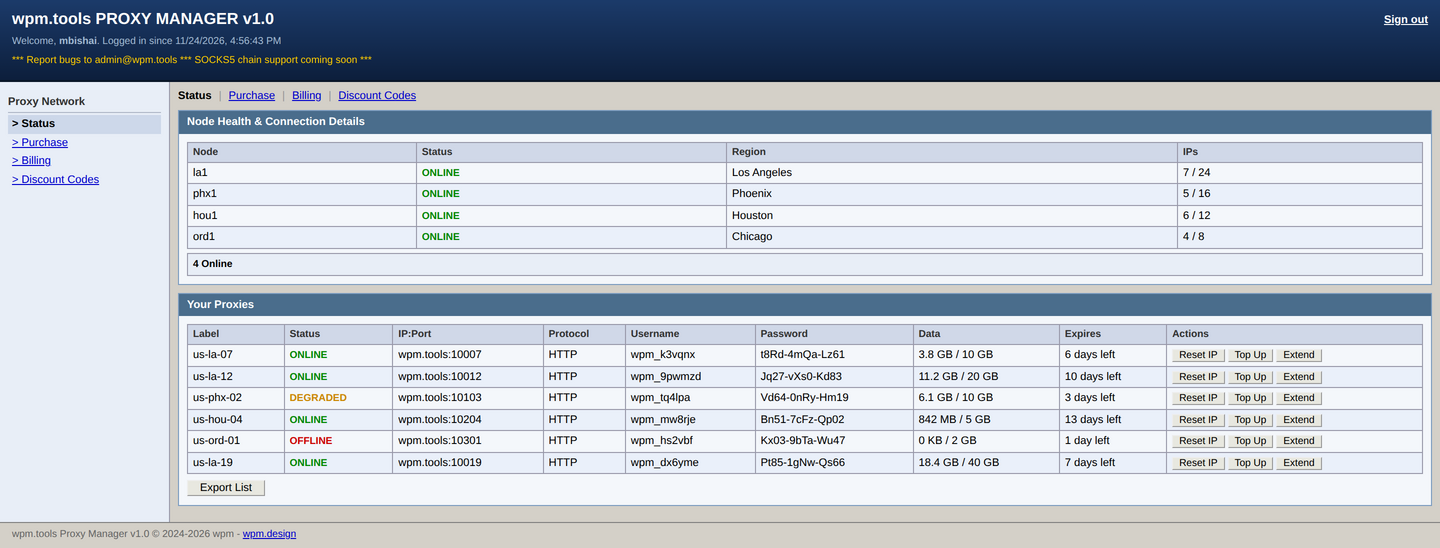 wpm.tools PROXY MANAGER v1.0
Sign out
Welcome, mbishai. Logged in since 11/24/2026, 4:56:43 PM
*** Report bugs to admin@wpm.tools *** SOCKS5 chain support coming soon ***
Proxy Network
> Status
> Purchase
> Billing
> Discount Codes
Status | Purchase | Billing | Discount Codes
Node Health & Connection Details
Node Status Region IPs
la1 ONLINE Los Angeles 7 / 24
phx1 ONLINE Phoenix 5 / 16
hou1 ONLINE Houston 6 / 12
ord1 ONLINE Chicago 4 / 8
4 Online
Your Proxies
Label Status IP:Port Protocol Username Password Data Expires Actions
us-la-07 ONLINE wpm.tools:10007 HTTP wpm_k3vqnx t8Rd-4mQa-Lz61 3.8 GB / 10 GB 6 days left Reset IP Top Up Extend
us-la-12 ONLINE wpm.tools:10012 HTTP wpm_9pwmzd Jq27-vXs0-Kd83 11.2 GB / 20 GB 10 days left Reset IP Top Up Extend
us-phx-02 DEGRADED wpm.tools:10103 HTTP wpm_tq4lpa Vd64-0nRy-Hm19 6.1 GB / 10 GB 3 days left Reset IP Top Up Extend
us-hou-04 ONLINE wpm.tools:10204 HTTP wpm_mw8rje Bn51-7cFz-Qp02 842 MB / 5 GB 13 days left Reset IP Top Up Extend
us-ord-01 OFFLINE wpm.tools:10301 HTTP wpm_hs2vbf Kx03-9bTa-Wu47 0 KB / 2 GB 1 day left Reset IP Top Up Extend
us-la-19 ONLINE wpm.tools:10019 HTTP wpm_dx6yme Pt85-1gNw-Qs66 18.4 GB / 40 GB 7 days left Reset IP Top Up Extend
Export List
wpm.tools Proxy Manager v1.0 © 2024-2026 wpm - wpm.design